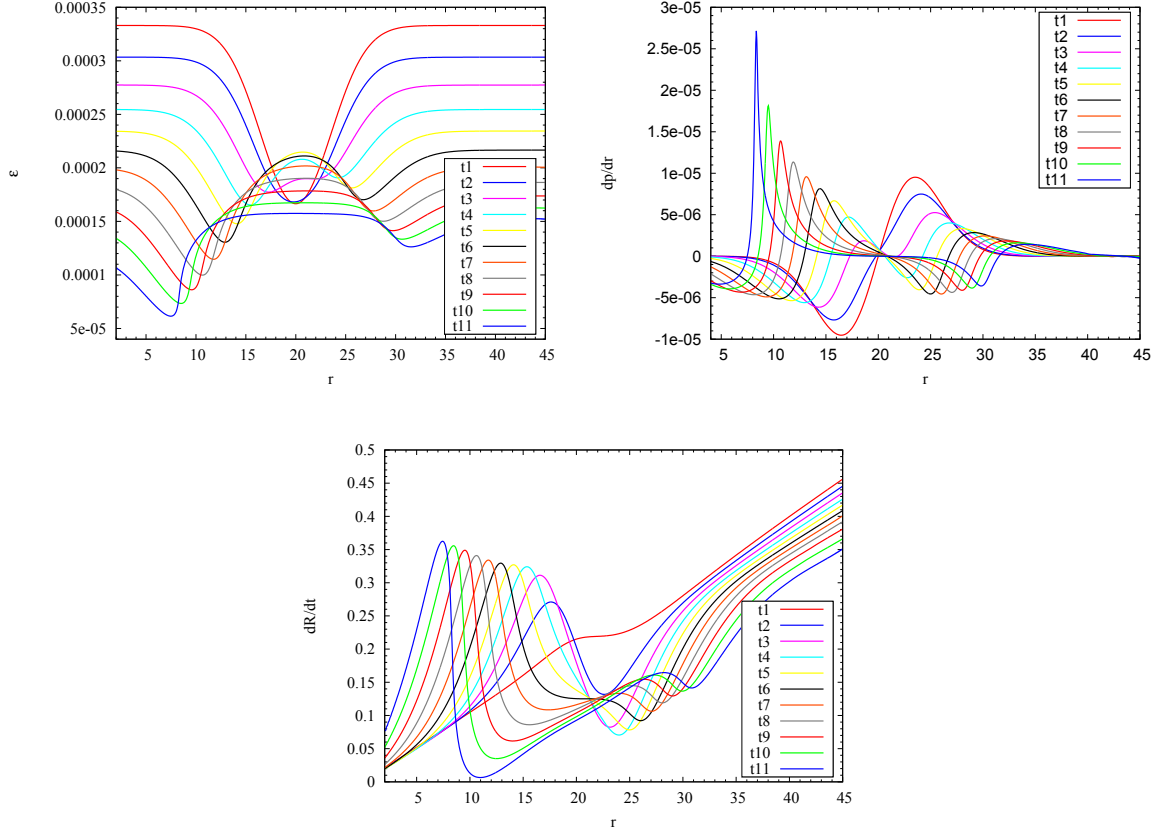 0.00035
0.0003
0.00025
0.0002
0.00015
0.0001
5e-05
ε
5 10 15 20 25 30 35 40 45
r
t1
t2
t3
t4
t5
t6
t7
t8
t9
t10
t11
3e-05
2.5e-05
2e-05
1.5e-05
1e-05
5e-06
0
-5e-06
-1e-05
dp/dr
5 10 15 20 25 30 35 40 45
r
t1
t2
t3
t4
t5
t6
t7
t8
t9
t10
t11
0.5
0.45
0.4
0.35
0.3
0.25
0.2
0.15
0.1
0.05
0
dR/dt
5 10 15 20 25 30 35 40 45
r
t1
t2
t3
t4
t5
t6
t7
t8
t9
t10
t11